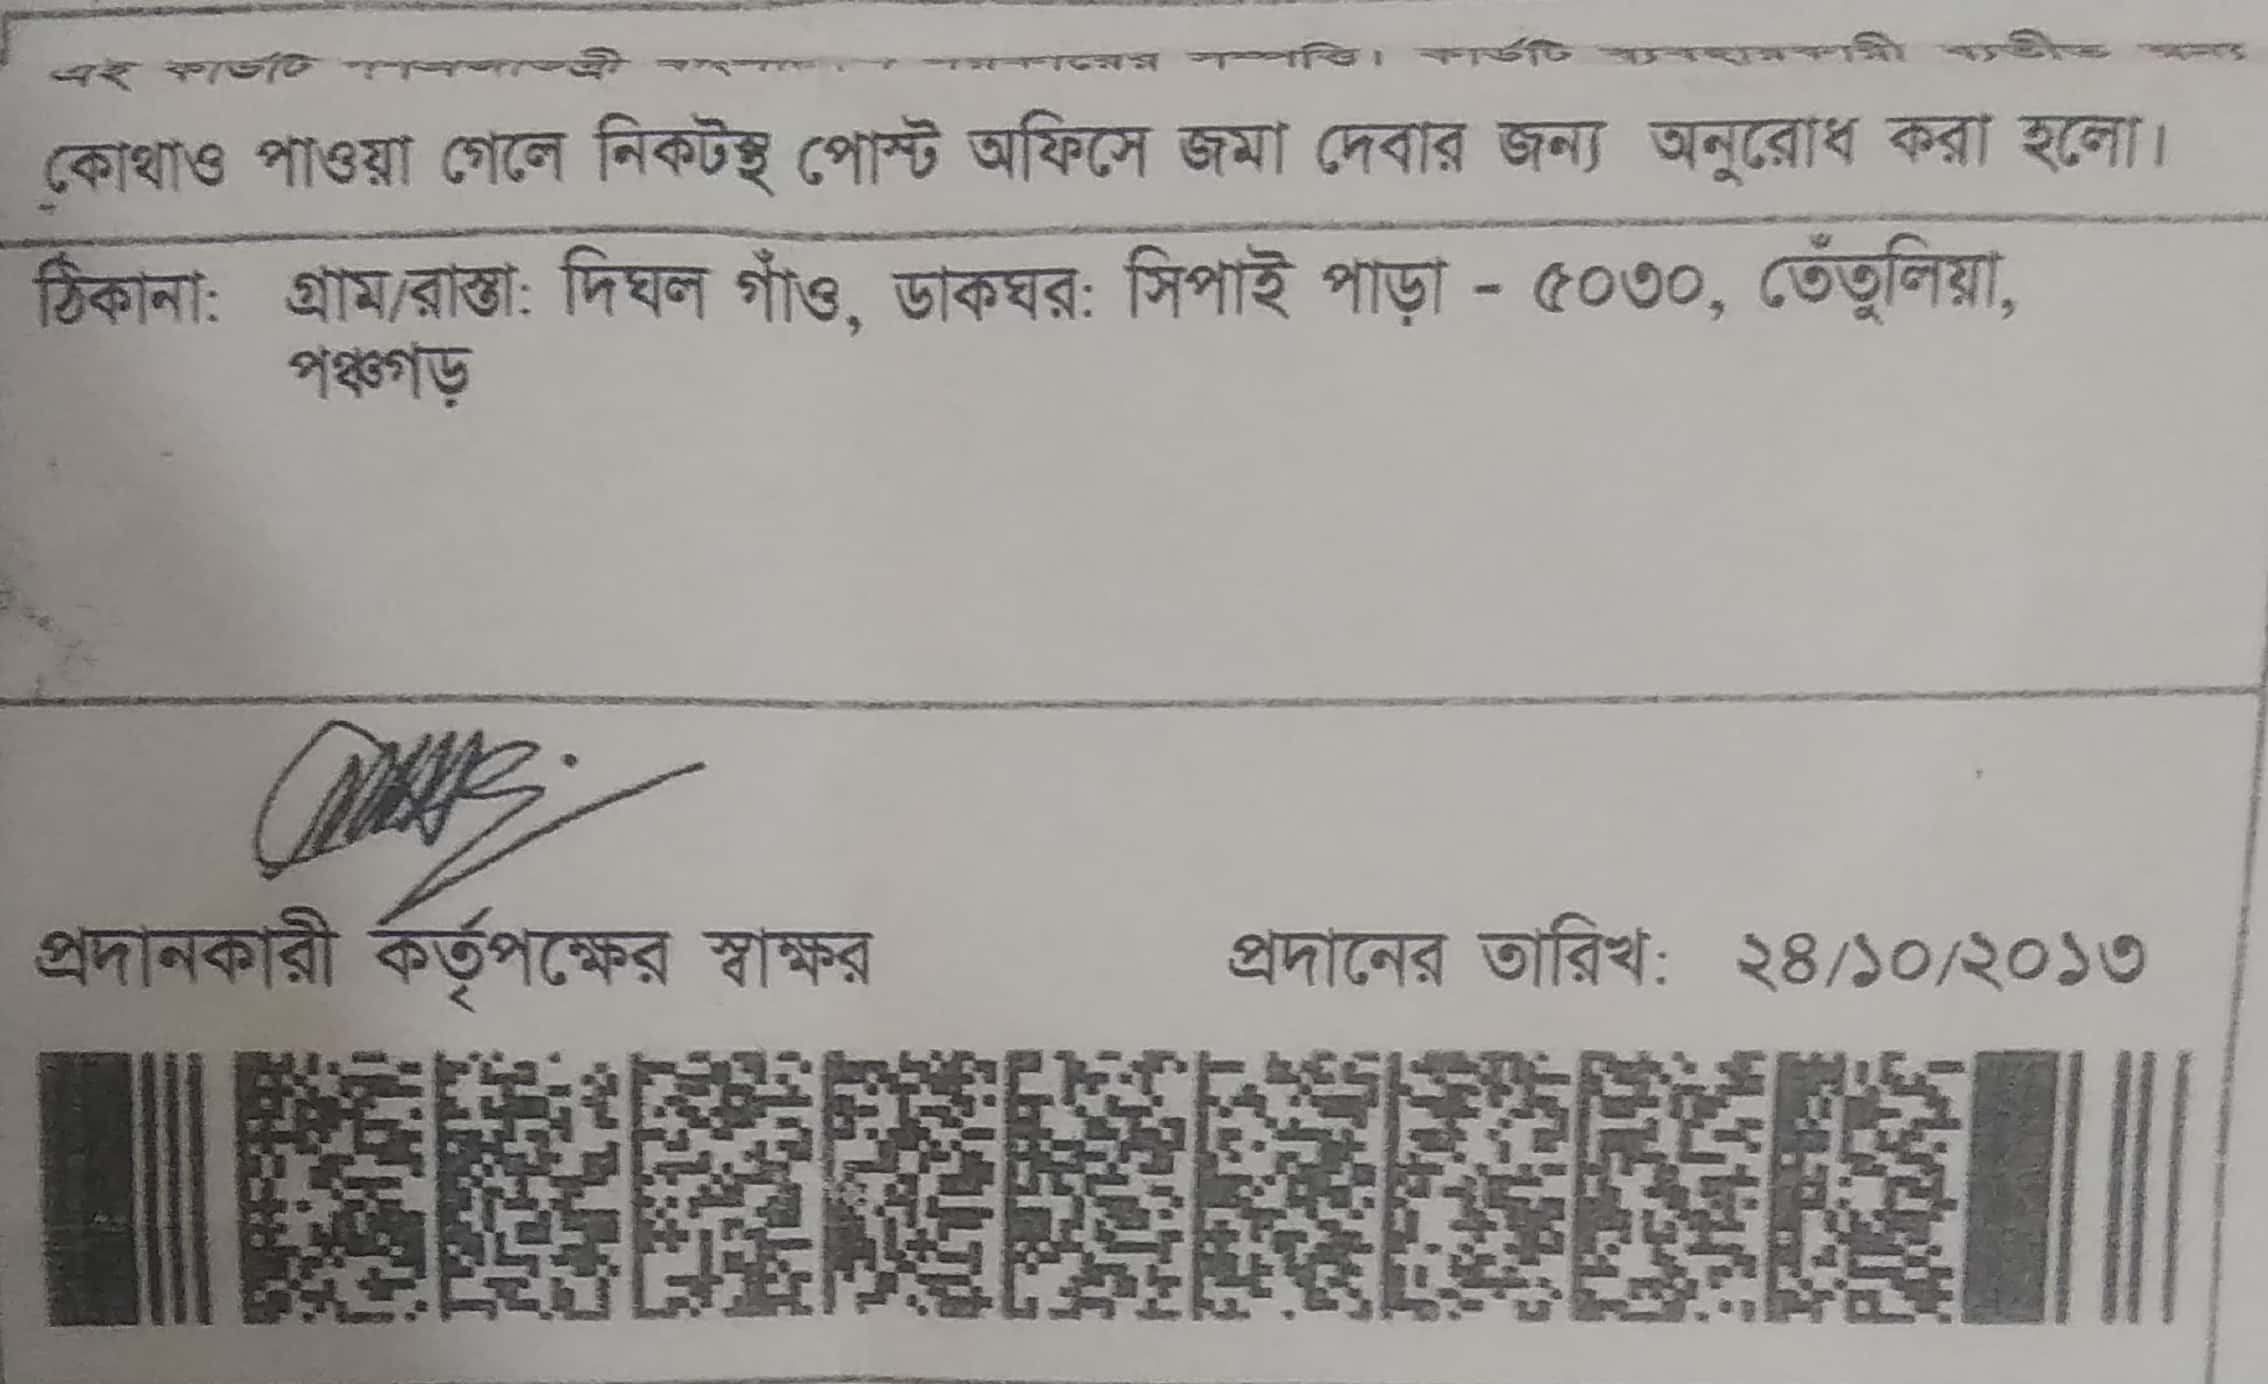 এই কার্ডটি গণপ্রজাতন্ত্রী বাংলাদেশ সরকারের সম্পত্তি। কার্ডটি ব্যবহারকারী ব্যতীত অন্য
কোথাও পাওয়া গেলে নিকটস্থ পোস্ট অফিসে জমা দেবার জন্য অনুরোধ করা হলো।
ঠিকানা: গ্রাম/রাস্তা: দিঘল গাঁও, ডাকঘর: সিপাই পাড়া - ৫০৩০, তেঁতুলিয়া,
পঞ্চগড়
প্রদানকারী কর্তৃপক্ষের স্বাক্ষর প্রদানের তারিখ: ২৪/১০/২০১৩